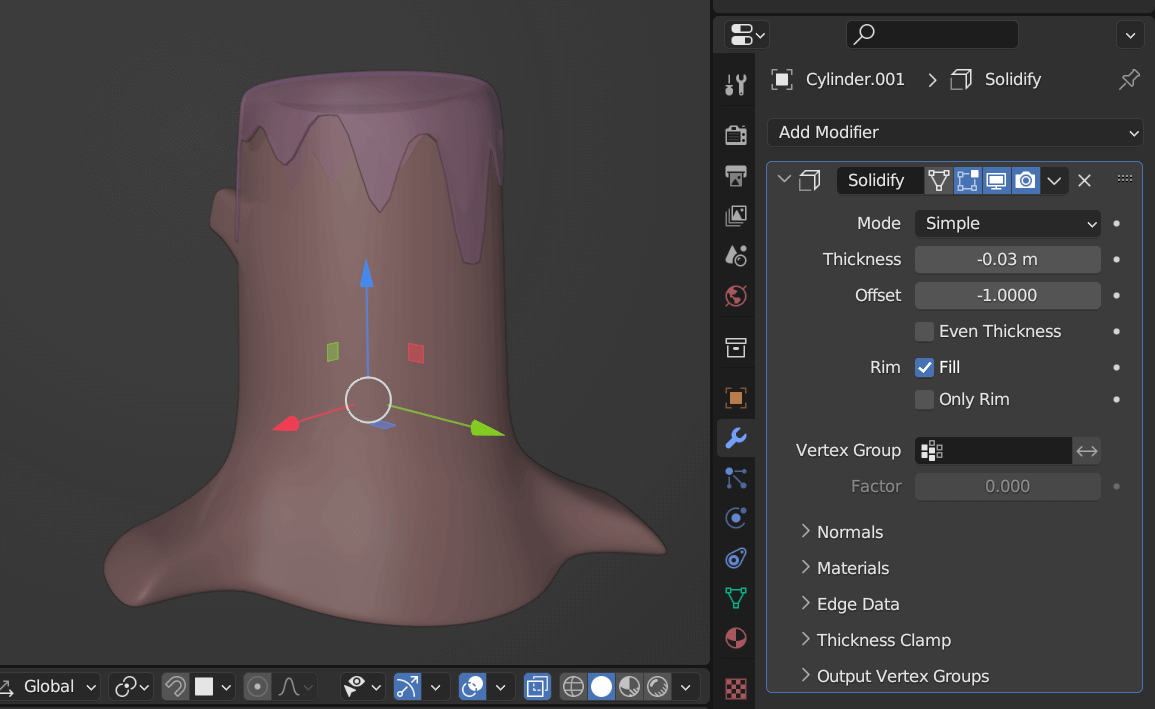 Cylinder.001 Solidify
Add Modifier
Solidify
Mode Simple
Thickness -0.03 m
Offset -1.0000
Even Thickness
Rim Fill
Only Rim
Vertex Group
Factor 0.000
Normals
Materials
Edge Data
Thickness Clamp
Output Vertex Groups
Global